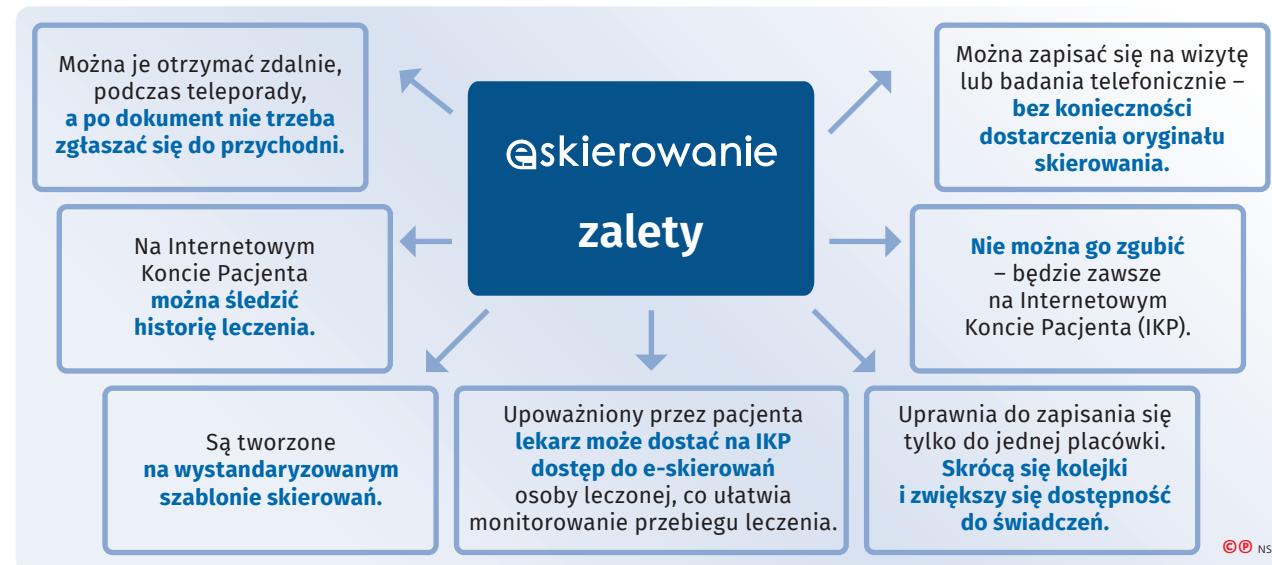 Można je otrzymać zdalnie,
podczas teleporady,
a po dokument nie trzeba
zgłaszać się do przychodni.
eskierowanie
zalety
Można zapisać się na wizytę
lub badania telefonicznie –
bez konieczności
dostarczenia oryginału
skierowania.
Na Internetowym
Koncie Pacjenta
można śledzić
historię leczenia.
Nie można go zgubić
– będzie zawsze
na Internetowym
Koncie Pacjenta (IKP).
Są tworzone
na wystandaryzowanym
szablonie skierowań.
Upoważniony przez pacjenta
lekarz może dostać na IKP
dostęp do e-skierowań
osoby leczonej, co ułatwia
monitorowanie przebiegu leczenia.
Uprawnia do zapisania się
tylko do jednej placówki.
Skrócą się kolejki
i zwiększy się dostępność
do świadczeń.
©℗ NS